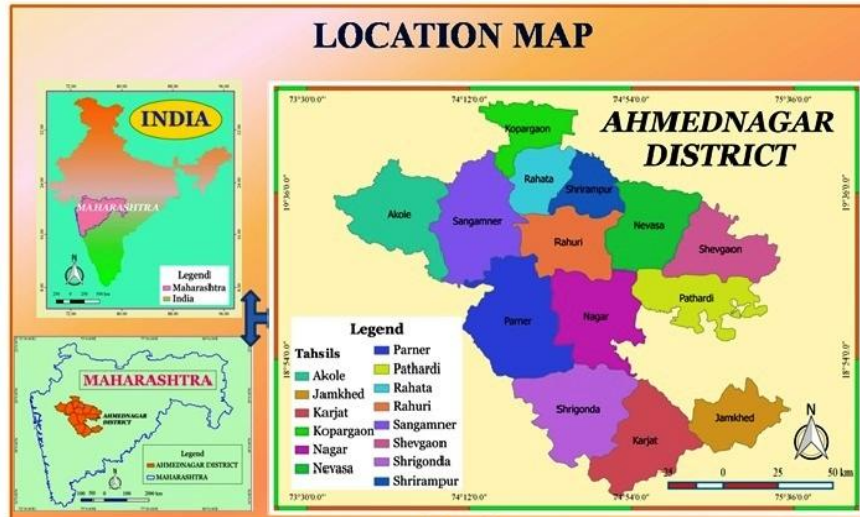 LOCATION MAP
INDIA
MAHARASHTRA
Legend
Maharashtra
India
N
MAHARASHTRA
AHMEDNAGAR
DISTRICT
Legend
AHMEDNAGAR DISTRICT
MAHARASHTRA
73°30'0.0"
74°12'0.0"
74°54'0.0"
75°36'0.0"
AHMEDNAGAR
DISTRICT
Kopargaon
Rahata
Shrirampur
Akole
Sangamner
Nevasa
Rahuri
Shevgaon
Pathardi
Parner
Nagar
Shrigonda
Karjat
Jamkhed
19°36'0.0"
18°54'0.0"
Legend
Tahsils
Akole
Jamkhed
Karjat
Kopargaon
Nagar
Nevasa
Parner
Pathardi
Rahata
Rahuri
Sangamner
Shevgaon
Shrigonda
Shrirampur
N
0 25 50 km
73°30'0.0"
74°12'0.0"
74°54'0.0"
75°36'0.0"